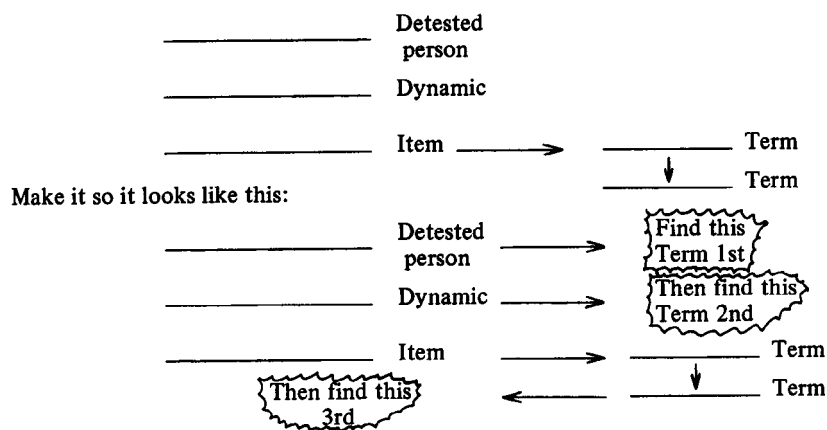 Detested
person
Dynamic
Item Term
Term
Make it so it looks like this:
Detested
person
Find this
Term 1st
Dynamic
Then find this
Term 2nd
Item Term
Then find this
3rd
Term